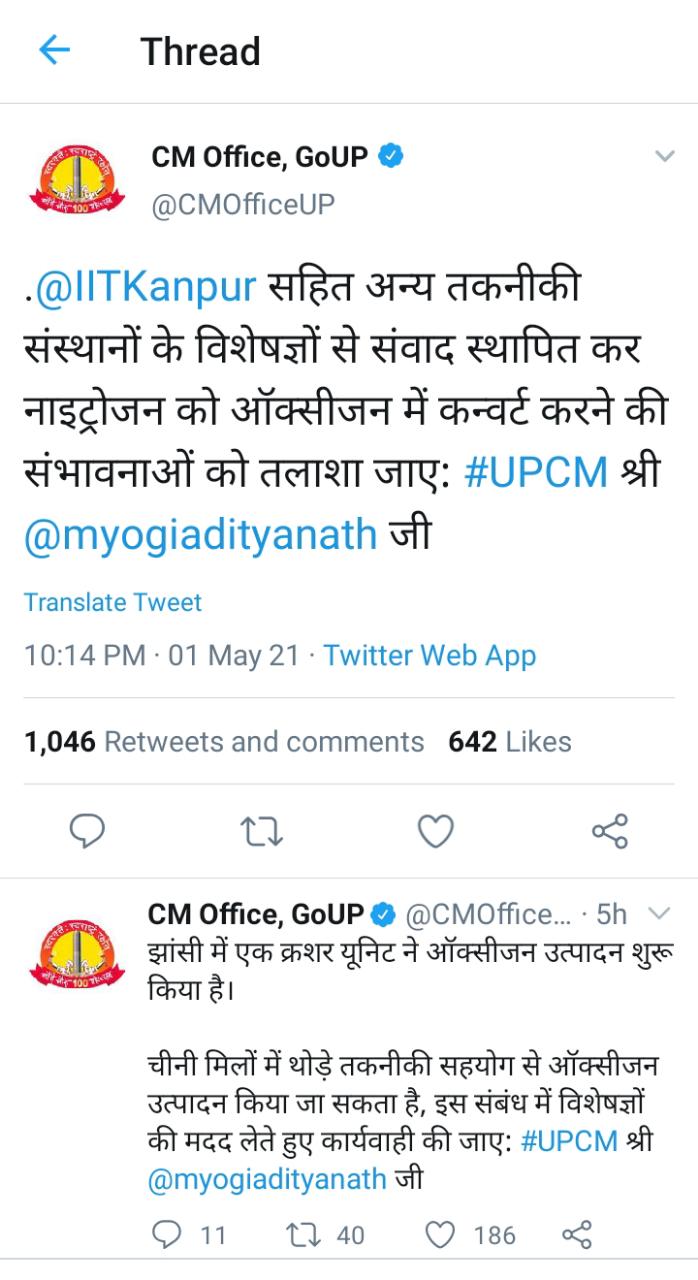 Thread
CM Office, GoUP
@CMOfficeUP
.@IITKanpur सहित अन्य तकनीकी
संस्थानों के विशेषज्ञों से संवाद स्थापित कर
नाइट्रोजन को ऑक्सीजन में कन्वर्ट करने की
संभावनाओं को तलाशा जाए: #UPCM श्री
@myogiadityanath जी
Translate Tweet
10:14 PM · 01 May 21 · Twitter Web App
1,046 Retweets and comments 642 Likes
CM Office, GoUP @CMOffice... · 5h
झांसी में एक क्रशर यूनिट ने ऑक्सीजन उत्पादन शुरू
किया है।
चीनी मिलों में थोड़े तकनीकी सहयोग से ऑक्सीजन
उत्पादन किया जा सकता है, इस संबंध में विशेषज्ञों
की मदद लेते हुए कार्यवाही की जाए: #UPCM श्री
@myogiadityanath जी
11 40 186